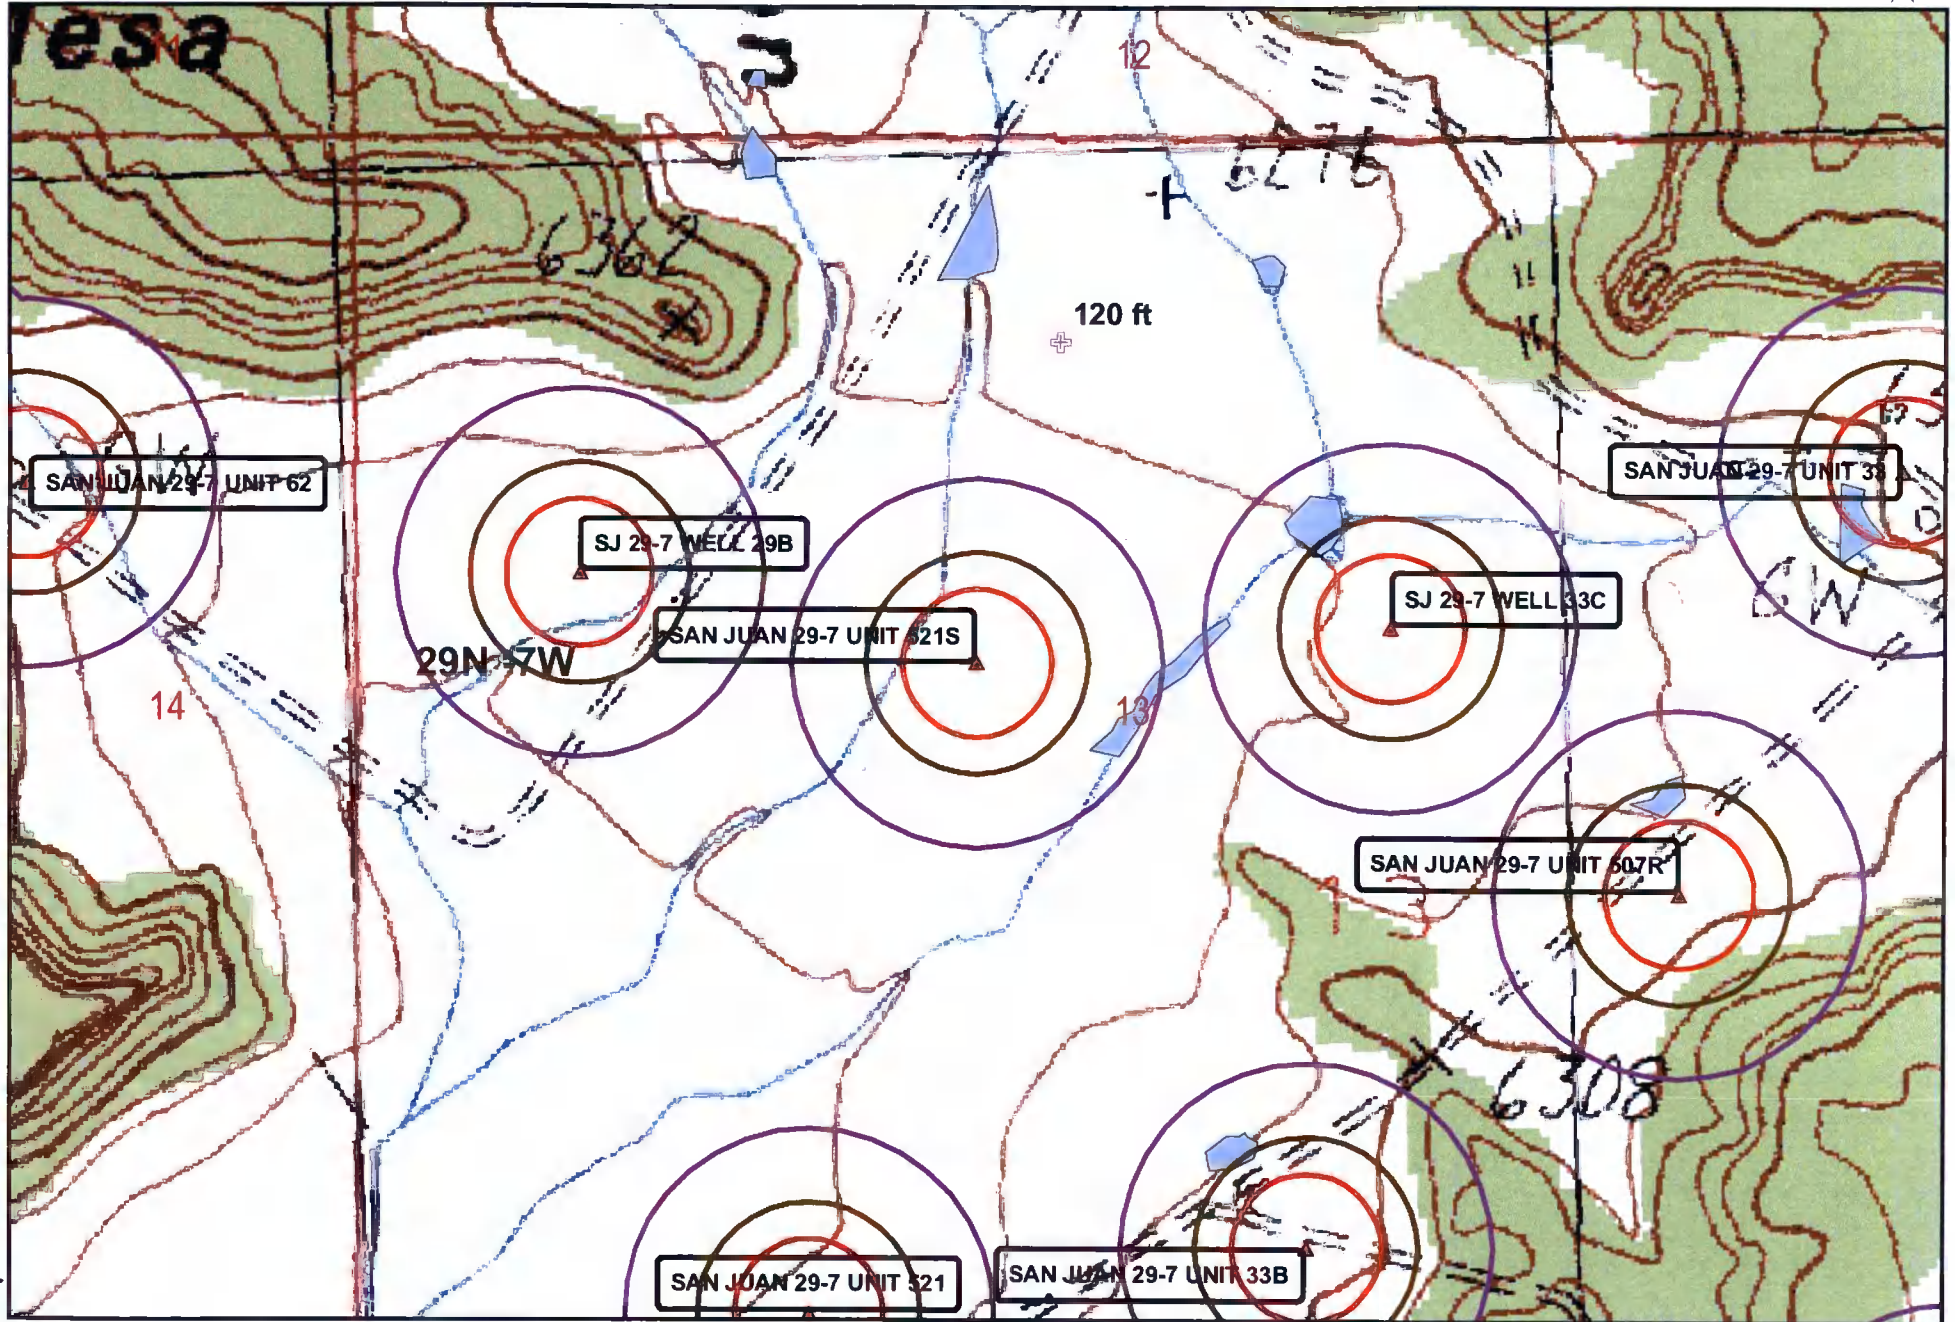 lesa
12
6276
6362
120 ft
SAN JUAN 29-7 UNIT 62
SAN JUAN 29-7 UNIT 38
SJ 29-7 WELL 29B
SJ 29-7 WELL 33C
SAN JUAN 29-7 UNIT 521S
29N -7W
14
13
SAN JUAN 29-7 UNIT 507R
6308
SAN JUAN 29-7 UNIT 521
SAN JUAN 29-7 UNIT 33B